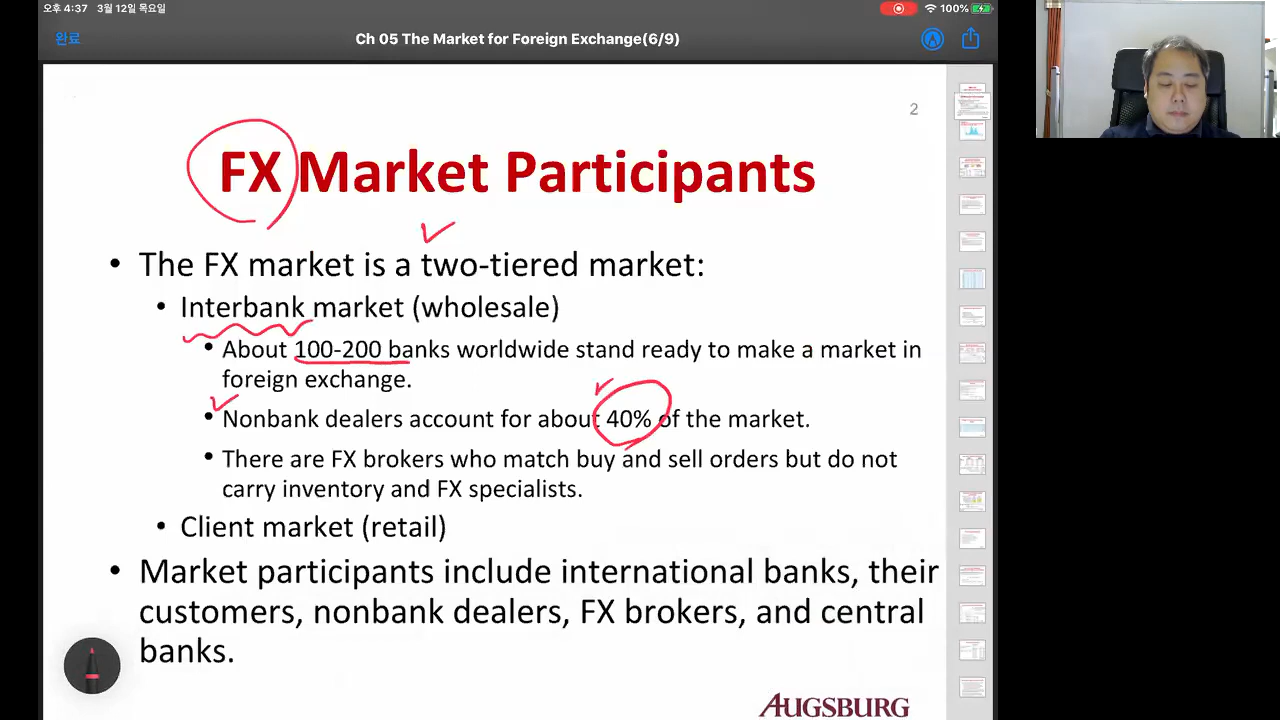 오후 4:37 3월 12일 목요일
100%
완료
Ch 05 The Market for Foreign Exchange(6/9)
2
FX Market Participants
• The FX market is a two-tiered market:
• Interbank market (wholesale)
• About 100-200 banks worldwide stand ready to make a market in
foreign exchange.
• Nonbank dealers account for about 40% of the market.
• There are FX brokers who match buy and sell orders but do not
carry inventory and FX specialists.
• Client market (retail)
• Market participants include international banks, their
customers, nonbank dealers, FX brokers, and central
banks.
AUGSBURG